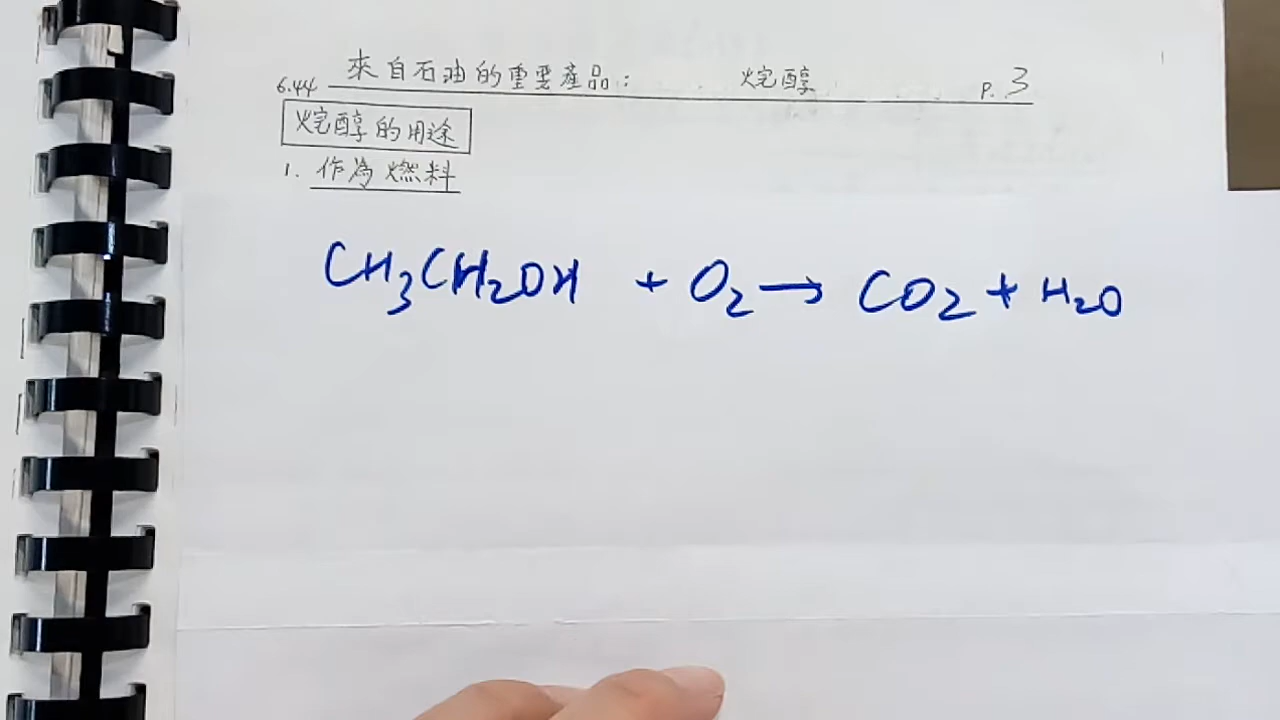 6.44 來自石油的重要產品： 烷醇 p. 3
烷醇的用途
1. 作為燃料
CH₃CH₂OH + O₂ → CO₂ + H₂O